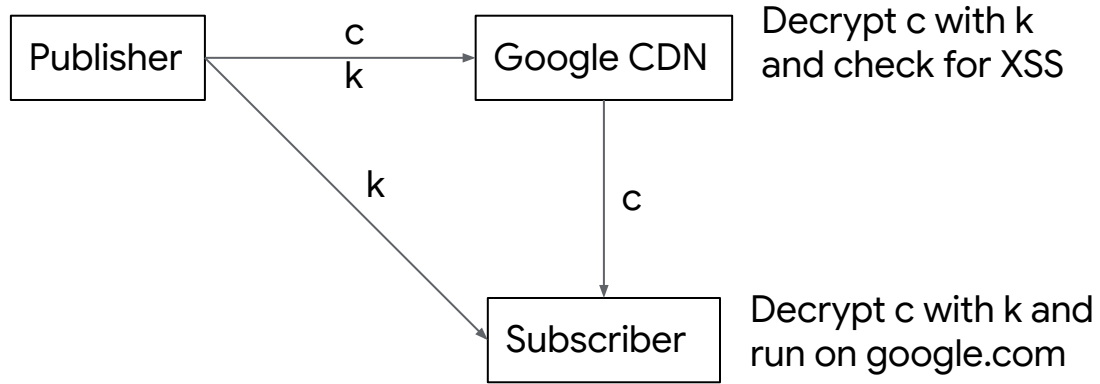 Publisher
c
k
Google CDN
Decrypt c with k
and check for XSS
k
c
Subscriber
Decrypt c with k and
run on google.com